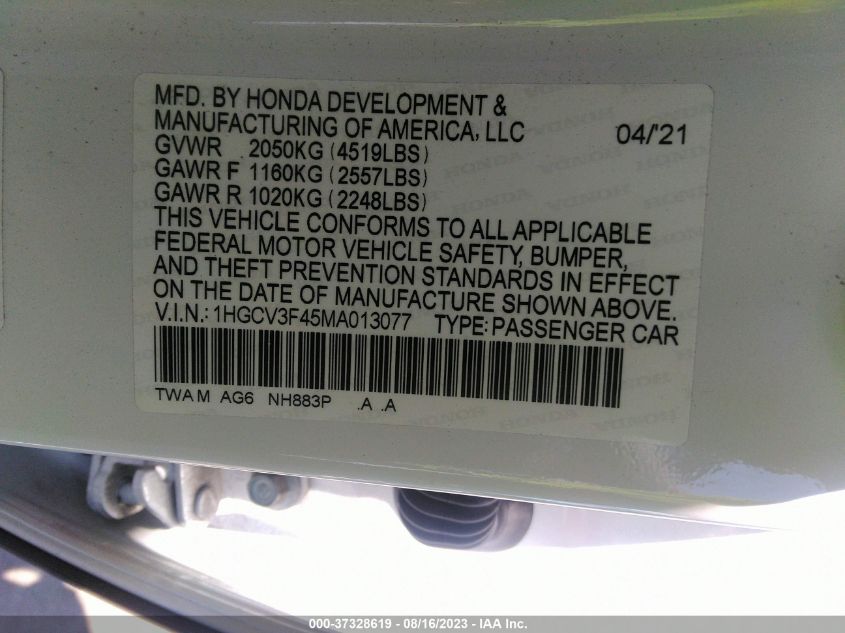 MFD. BY HONDA DEVELOPMENT &
MANUFACTURING OF AMERICA, LLC 04/'21
GVWR 2050KG (4519LBS)
GAWR F 1160KG (2557LBS)
GAWR R 1020KG (2248LBS)
THIS VEHICLE CONFORMS TO ALL APPLICABLE
FEDERAL MOTOR VEHICLE SAFETY, BUMPER,
AND THEFT PREVENTION STANDARDS IN EFFECT
ON THE DATE OF MANUFACTURE SHOWN ABOVE.
V.I.N.: 1HGCV3F45MA013077 TYPE: PASSENGER CAR
TWA M AG6 NH883P .A .A
000-37328619 - 08/16/2023 - IAA Inc.